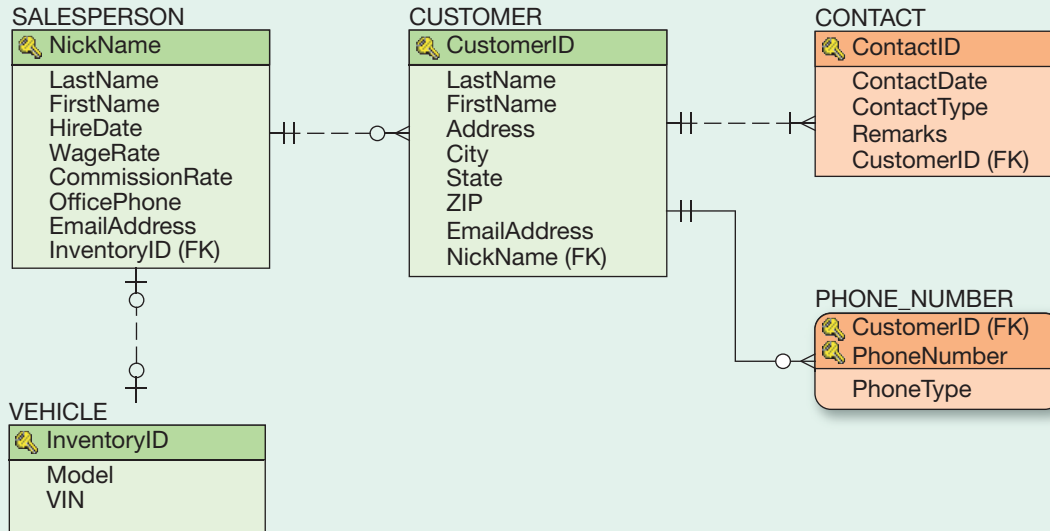 SALESPERSON
NickName
LastName
FirstName
HireDate
WageRate
CommissionRate
OfficePhone
EmailAddress
InventoryID (FK)
CUSTOMER
CustomerID
LastName
FirstName
Address
City
State
ZIP
EmailAddress
NickName (FK)
CONTACT
ContactID
ContactDate
ContactType
Remarks
CustomerID (FK)
PHONE_NUMBER
CustomerID (FK)
PhoneNumber
PhoneType
VEHICLE
InventoryID
Model
VIN